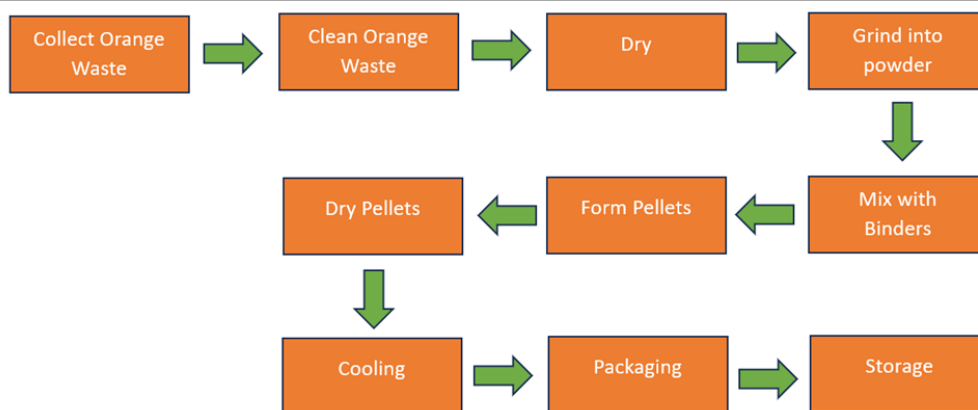 Collect Orange
Waste
Clean Orange
Waste
Dry
Grind into
powder
Mix with
Binders
Form Pellets
Dry Pellets
Cooling
Packaging
Storage